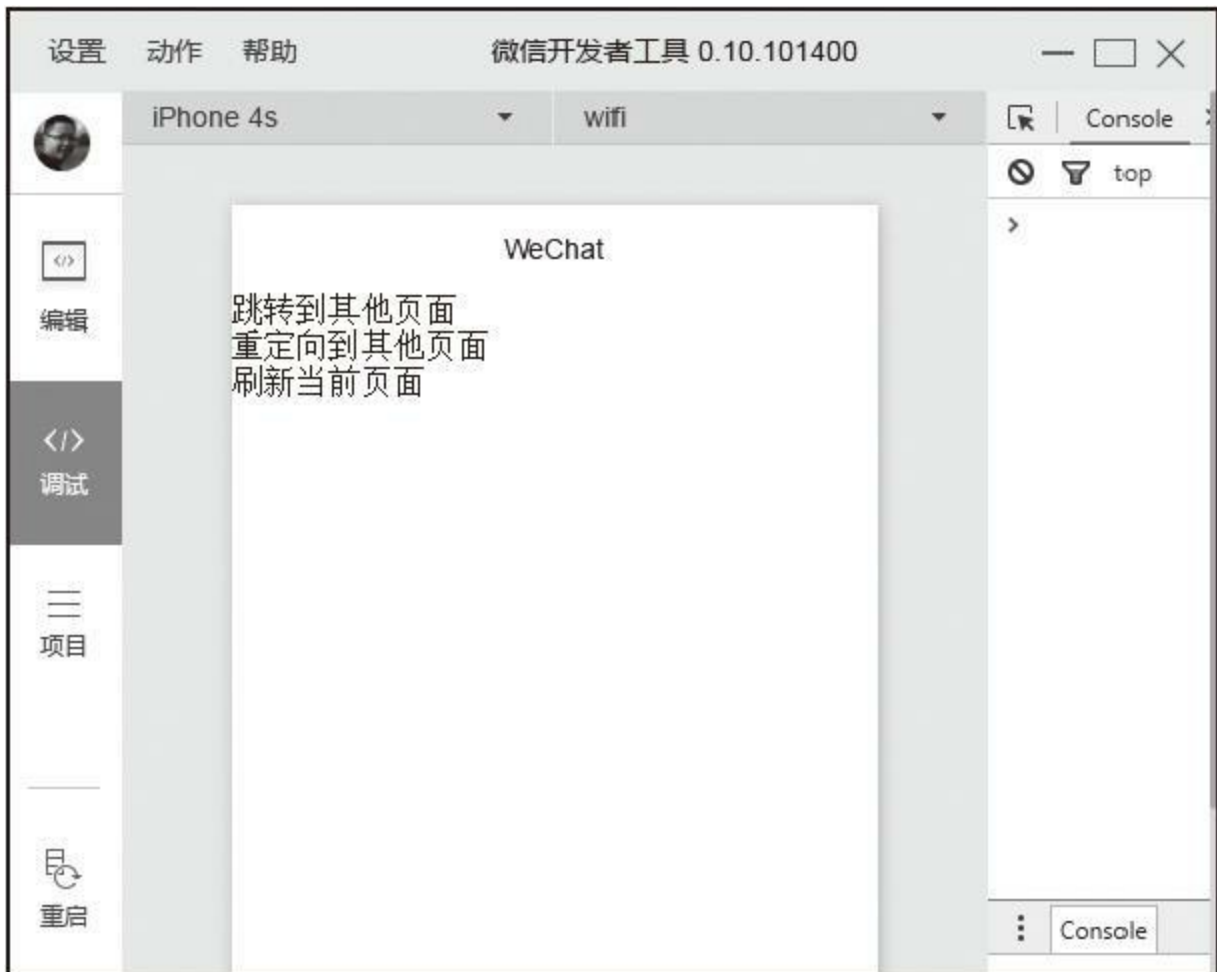 设置 动作 帮助 微信开发者工具 0.10.101400
iPhone 4s wifi Console
top
WeChat
跳转到其他页面
重定向到其他页面
刷新当前页面
编辑
调试
项目
重启
Console